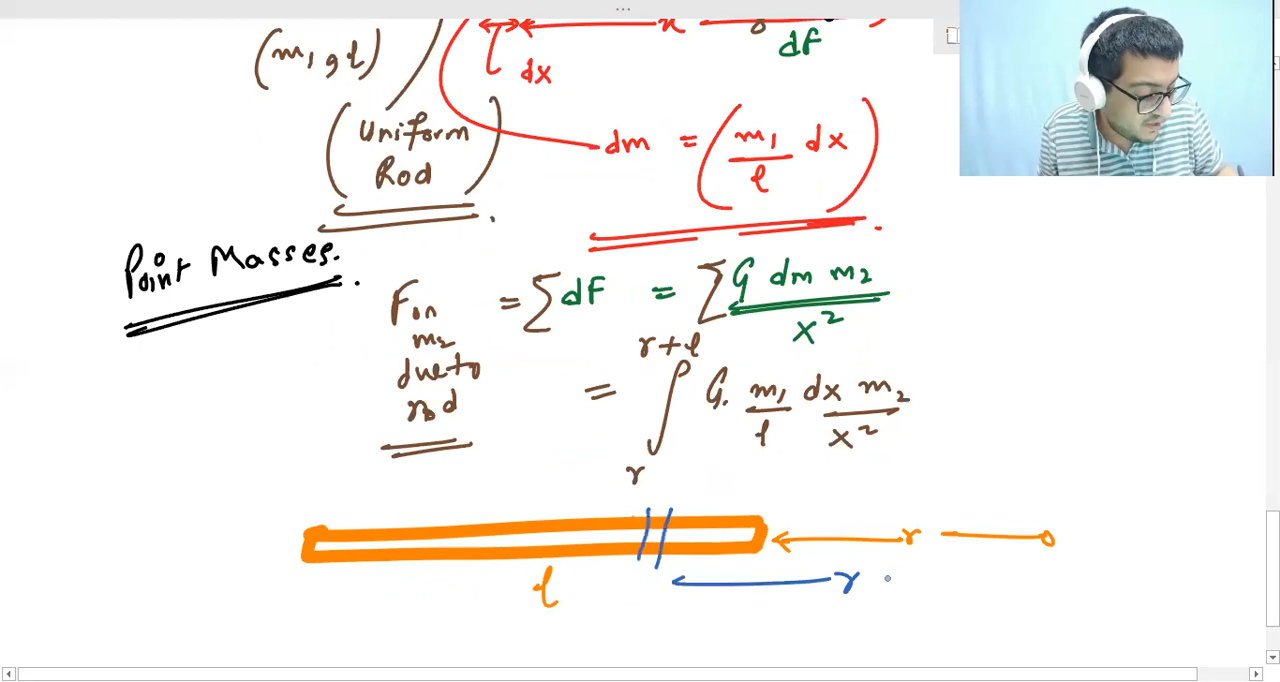 (m₁, l)
x
dF
dx
(Uniform
Rod)
dm = (m₁/l dx)
Point Masses.
F on m₂ due to rod = ∑ dF = ∑ G dm m₂ / x²
= ∫_r^{r+l} G. m₁/l dx m₂ / x²
r
l
r